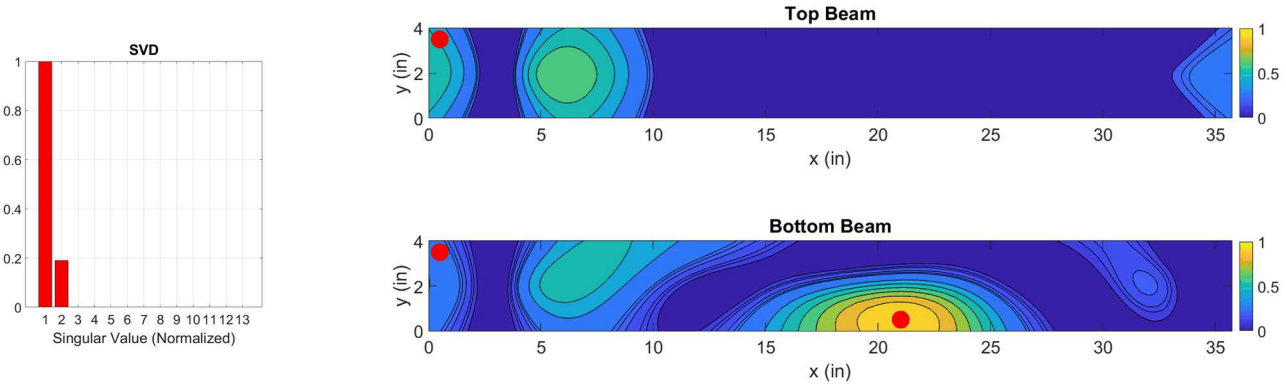 SVD
1
0.8
0.6
0.4
0.2
0
1 2 3 4 5 6 7 8 9 10 11 12 13
Singular Value (Normalized)
Top Beam
4
2
0
y (in)
0 5 10 15 20 25 30 35
x (in)
1
0.5
0
Bottom Beam
4
2
0
y (in)
0 5 10 15 20 25 30 35
x (in)
1
0.5
0